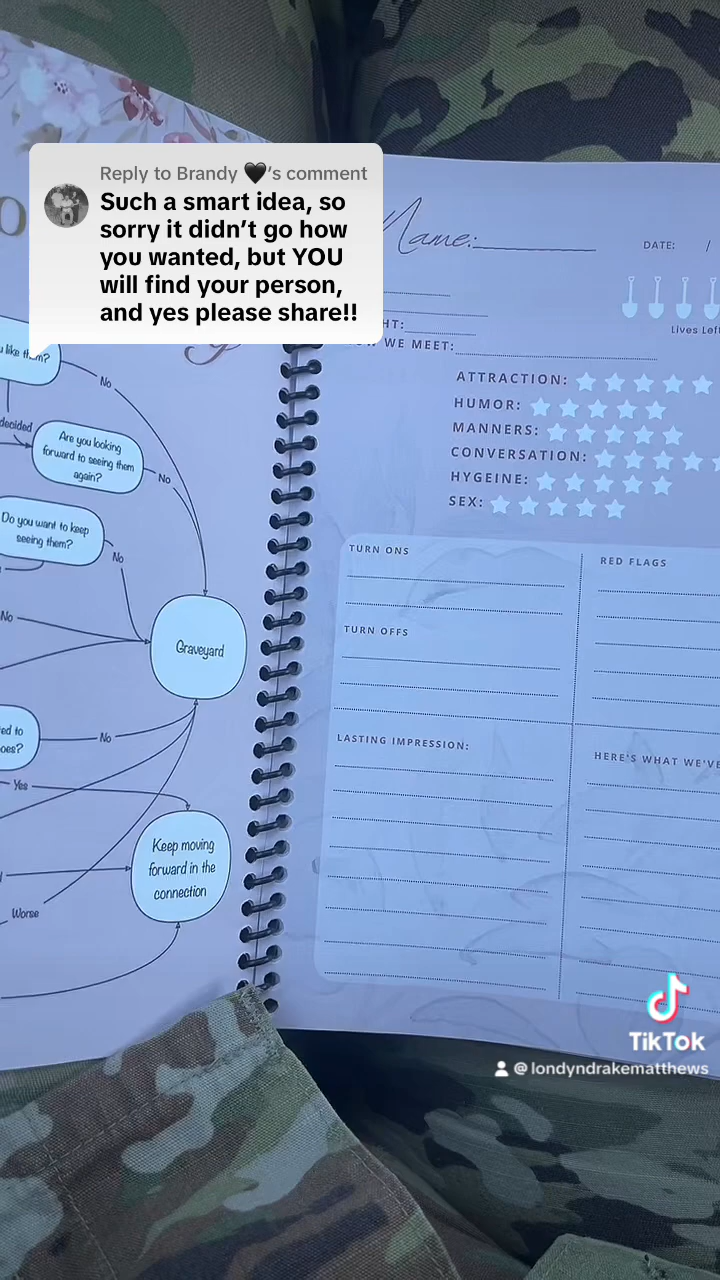 Reply to Brandy 🖤's comment
Such a smart idea, so
sorry it didn't go how
you wanted, but YOU
will find your person,
and yes please share!!
like them?
No
decided
Are you looking
forward to seeing them
again?
No
Do you want to keep
seeing them?
No
No
Graveyard
ed to
oes?
No
Yes
Keep moving
forward in the
connection
Worse
Name:
DATE: /
Lives Left
HT:
WE MEET:
ATTRACTION:
HUMOR:
MANNERS:
CONVERSATION:
HYGEINE:
SEX:
TURN ONS
RED FLAGS
TURN OFFS
LASTING IMPRESSION:
HERE'S WHAT WE'VE
TikTok
@londyndrakematthews